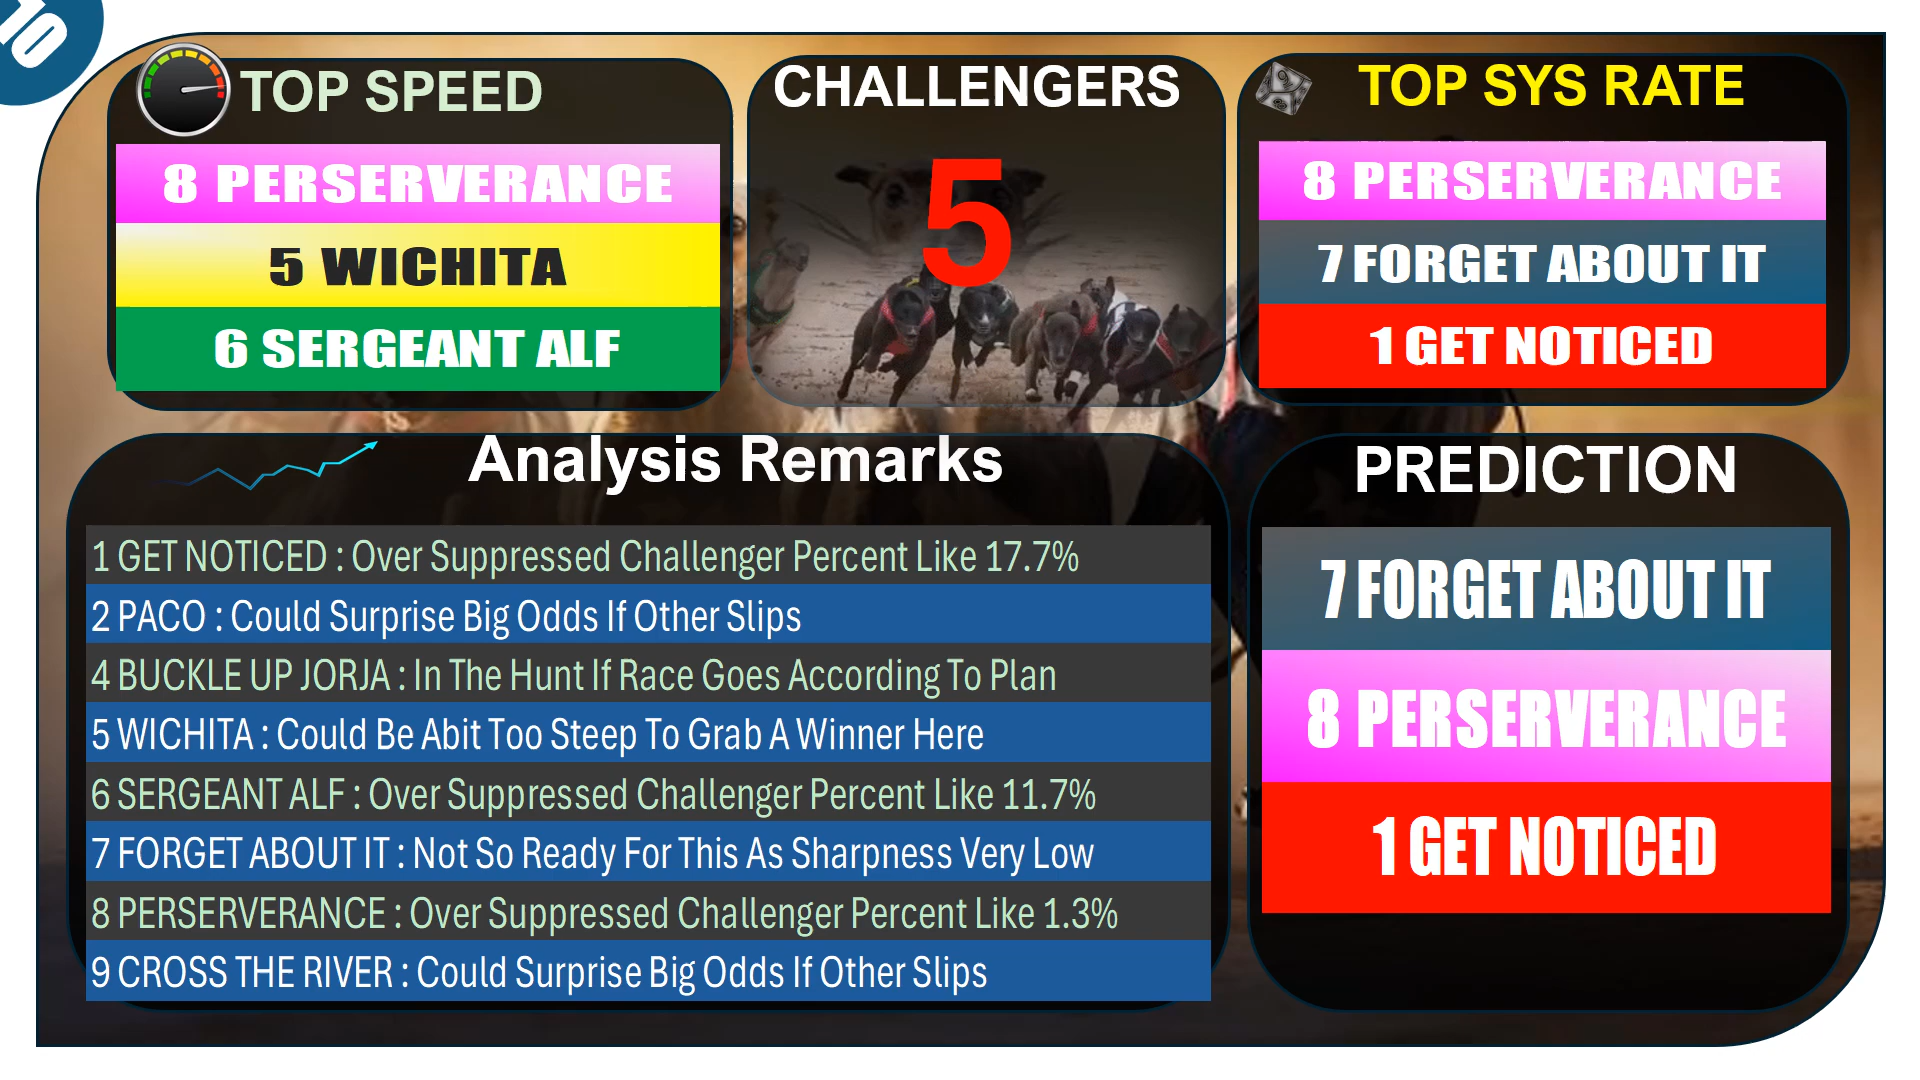 10
TOP SPEED
8 PERSERVERANCE
5 WICHITA
6 SERGEANT ALF
CHALLENGERS
5
TOP SYS RATE
8 PERSERVERANCE
7 FORGET ABOUT IT
1 GET NOTICED
Analysis Remarks
1 GET NOTICED : Over Suppressed Challenger Percent Like 17.7%
2 PACO : Could Surprise Big Odds If Other Slips
4 BUCKLE UP JORJA : In The Hunt If Race Goes According To Plan
5 WICHITA : Could Be Abit Too Steep To Grab A Winner Here
6 SERGEANT ALF : Over Suppressed Challenger Percent Like 11.7%
7 FORGET ABOUT IT : Not So Ready For This As Sharpness Very Low
8 PERSERVERANCE : Over Suppressed Challenger Percent Like 1.3%
9 CROSS THE RIVER : Could Surprise Big Odds If Other Slips
PREDICTION
7 FORGET ABOUT IT
8 PERSERVERANCE
1 GET NOTICED